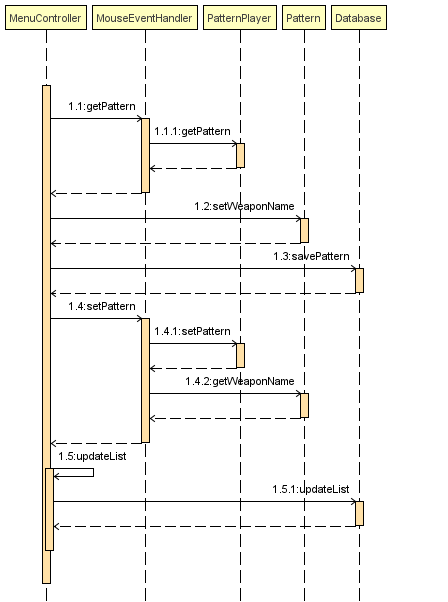 MenuController MouseEventHandler PatternPlayer Pattern Database
1.1:getPattern
1.1.1:getPattern
1.2:setWeaponName
1.3:savePattern
1.4:setPattern
1.4.1:setPattern
1.4.2:getWeaponName
1.5:updateList
1.5.1:updateList